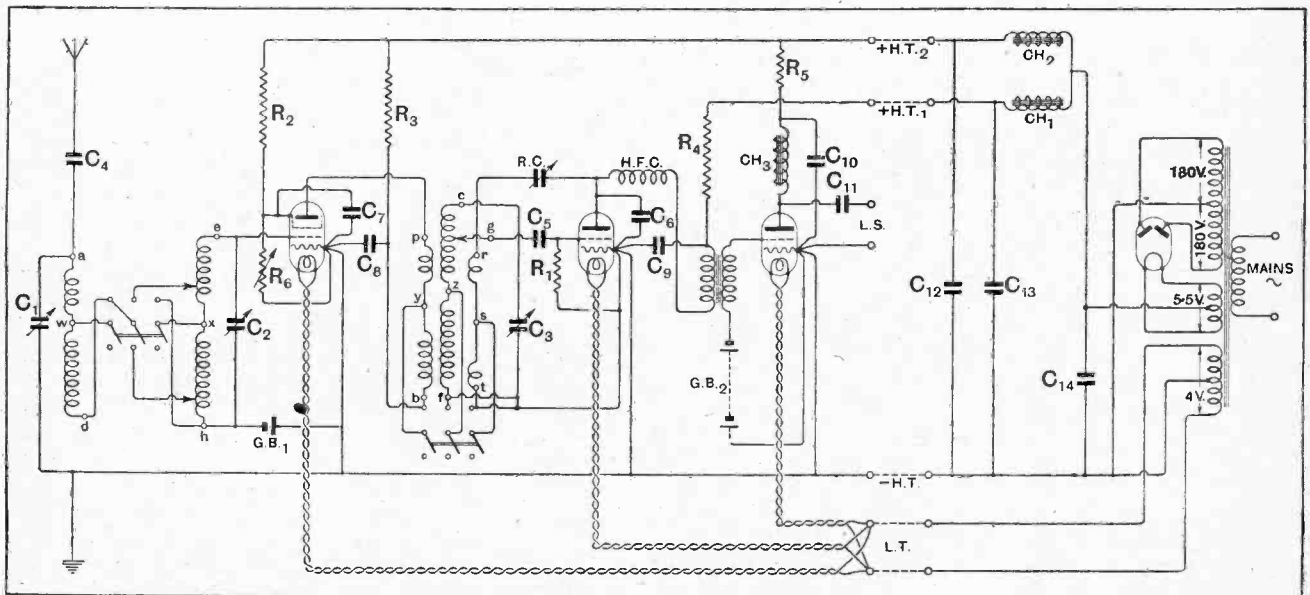 C4
a
C1
w
d
e
x
h
C2
G.B.1
R2
R6
C7
C8
R3
p
y
b
c
g
r
z
s
f
t
C3
R.C.
C5
R1
H.F.C.
C6
C9
R4
R5
CH3
C10
C11
L.S.
G.B.2
+H.T.2
+H.T.1
-H.T.
L.T.
CH2
CH1
C12
C13
C14
180V.
180V.
5·5V.
4V.
MAINS
~